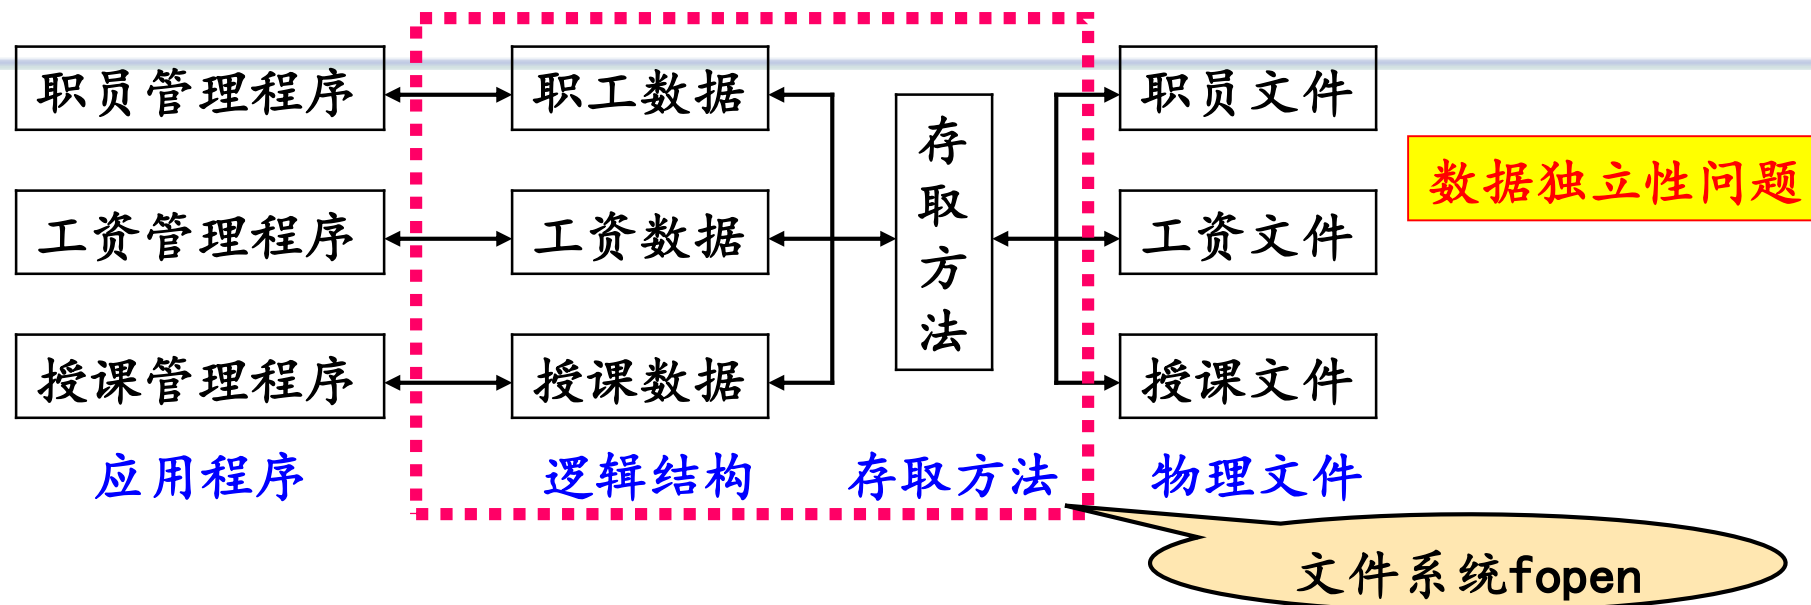 职员管理程序
职工数据
职员文件
存取方法
数据独立性问题
工资管理程序
工资数据
工资文件
授课管理程序
授课数据
授课文件
应用程序
逻辑结构
存取方法
物理文件
文件系统fopen